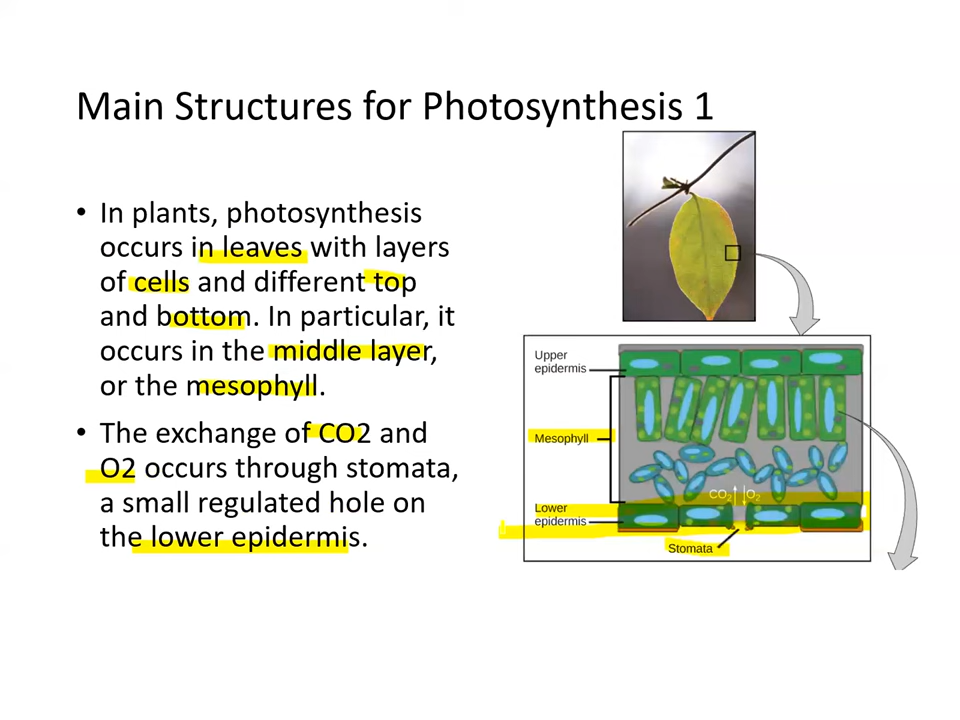 Main Structures for Photosynthesis 1
• In plants, photosynthesis
occurs in leaves with layers
of cells and different top
and bottom. In particular, it
occurs in the middle layer,
or the mesophyll.
• The exchange of CO2 and
O2 occurs through stomata,
a small regulated hole on
the lower epidermis.
Upper
epidermis
Mesophyll
CO₂ O₂
Lower
epidermis
Stomata